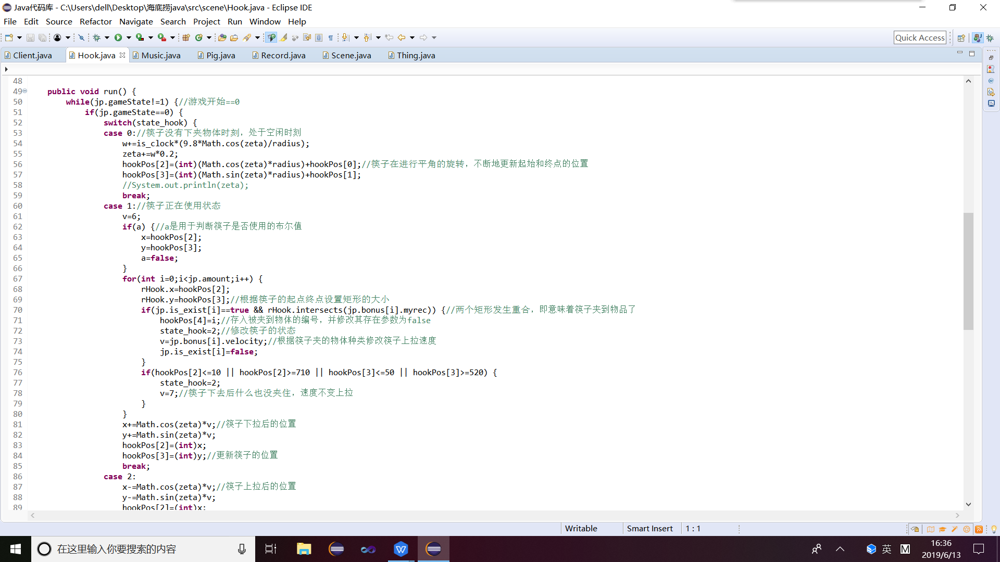 Java代码库 - C:\Users\dell\Desktop\海底捞java\src\scene\Hook.java - Eclipse IDE
File Edit Source Refactor Navigate Search Project Run Window Help
Quick Access
Client.java Hook.java Music.java Pig.java Record.java Scene.java Thing.java
48
49 public void run() {
50 while(jp.gameState!=1) {//游戏开始==0
51 if(jp.gameState==0) {
52 switch(state_hook) {
53 case 0://筷子没有下夹物体时刻，处于空闲时刻
54 w+=is_clock*(9.8*Math.cos(zeta)/radius);
55 zeta+=w*0.2;
56 hookPos[2]=(int)(Math.cos(zeta)*radius)+hookPos[0];//筷子在进行平角的旋转，不断地更新起始和终点的位置
57 hookPos[3]=(int)(Math.sin(zeta)*radius)+hookPos[1];
58 //System.out.println(zeta);
59 break;
60 case 1://筷子正在使用状态
61 v=6;
62 if(a) {//a是用于判断筷子是否使用的布尔值
63 x=hookPos[2];
64 y=hookPos[3];
65 a=false;
66 }
67 for(int i=0;i<jp.amount;i++) {
68 rHook.x=hookPos[2];
69 rHook.y=hookPos[3];//根据筷子的起点终点设置矩形的大小
70 if(jp.is_exist[i]==true && rHook.intersects(jp.bonus[i].myrec)) {//两个矩形发生重合，即意味着筷子夹到物品了
71 hookPos[4]=i;//存入被夹到物体的编号，并修改其存在参数为false
72 state_hook=2;//修改筷子的状态
73 v=jp.bonus[i].velocity;//根据筷子夹的物体种类修改筷子上拉速度
74 jp.is_exist[i]=false;
75 }
76 if(hookPos[2]<=10 || hookPos[2]>=710 || hookPos[3]<=50 || hookPos[3]>=520) {
77 state_hook=2;
78 v=7;//筷子下去后什么也没夹住，速度不变上拉
79 }
80 }
81 x+=Math.cos(zeta)*v;//筷子下拉后的位置
82 y+=Math.sin(zeta)*v;
83 hookPos[2]=(int)x;
84 hookPos[3]=(int)y;//更新筷子的位置
85 break;
86 case 2:
87 x-=Math.cos(zeta)*v;//筷子上拉后的位置
88 y-=Math.sin(zeta)*v;
89 hookPos[2]=(int)x;
Writable Smart Insert 1 : 1
在这里输入你要搜索的内容
英 M
16:36
2019/6/13